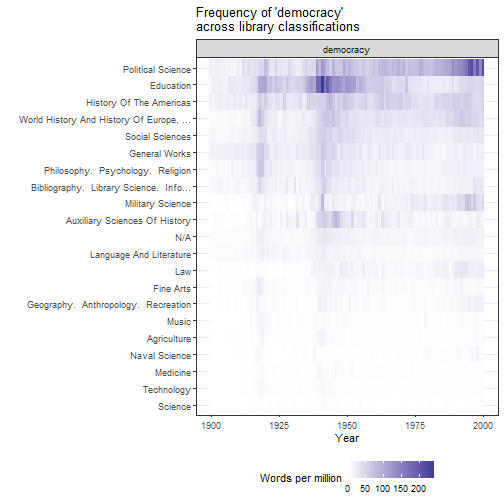 Frequency of 'democracy'
across library classifications
democracy
Political Science
Education
History Of The Americas
World History And History Of Europe, ...
Social Sciences
General Works
Philosophy. Psychology. Religion
Bibliography. Library Science. Info...
Military Science
Auxiliary Sciences Of History
N/A
Language And Literature
Law
Fine Arts
Geography. Anthropology. Recreation
Music
Agriculture
Naval Science
Medicine
Technology
Science
1900 1925 1950 1975 2000
Year
Words per million
0 50 100 150 200